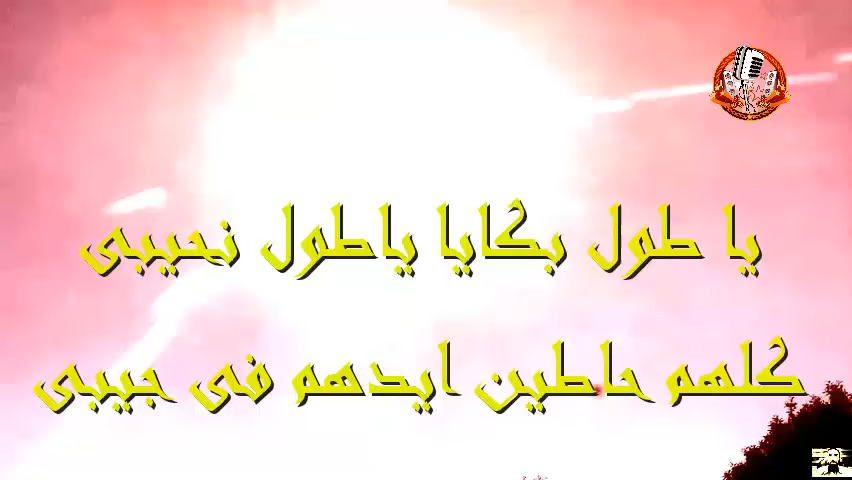 يا طول بكايا ياطول نحيبى
كلهم حاطين ايدهم فى جيبى